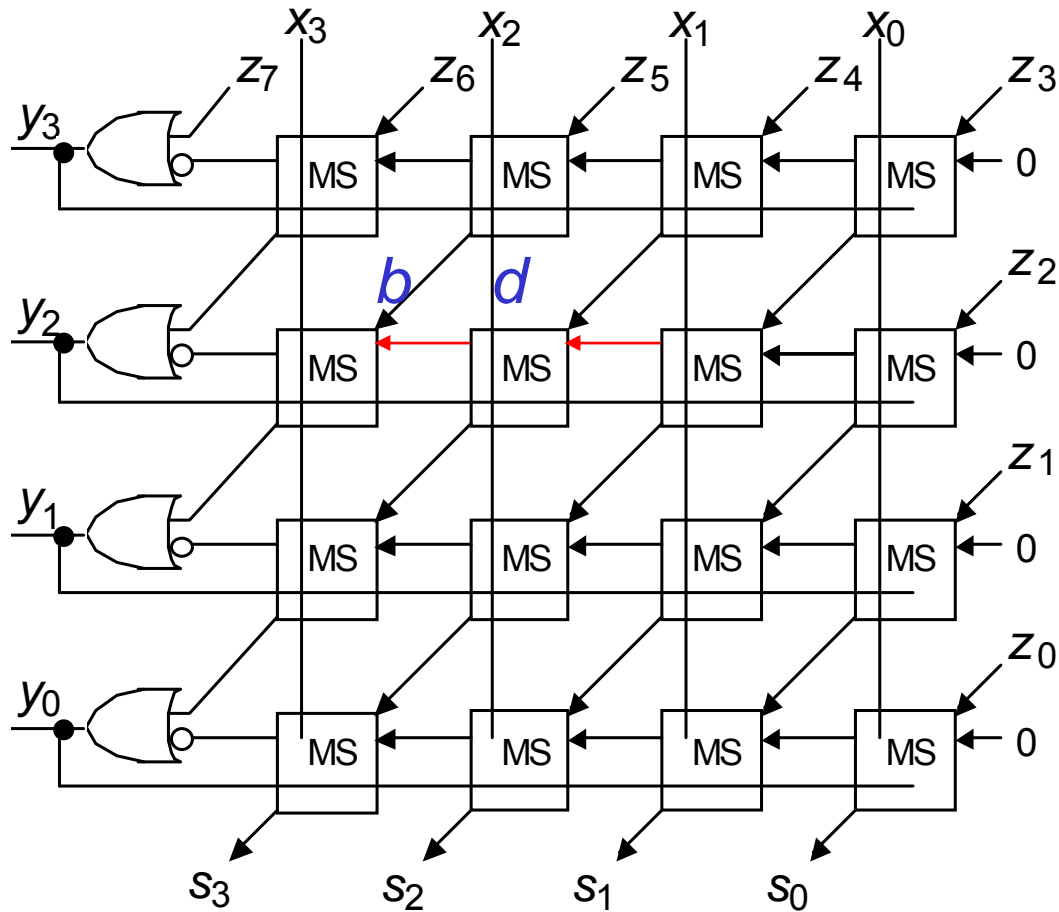 x3 x2 x1 x0
z7 z6 z5 z4 z3
y3 MS MS MS MS 0
b d z2
y2 MS MS MS MS 0
z1
y1 MS MS MS MS 0
z0
y0 MS MS MS MS 0
s3 s2 s1 s0